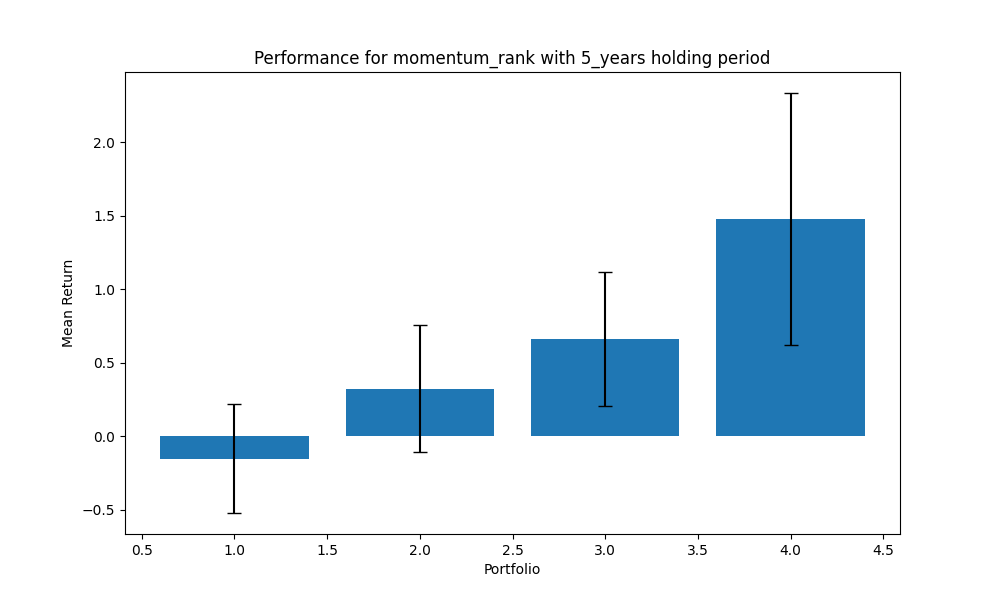 Performance for momentum_rank with 5_years holding period
2.0
1.5
1.0
0.5
0.0
−0.5
Mean Return
0.5 1.0 1.5 2.0 2.5 3.0 3.5 4.0 4.5
Portfolio